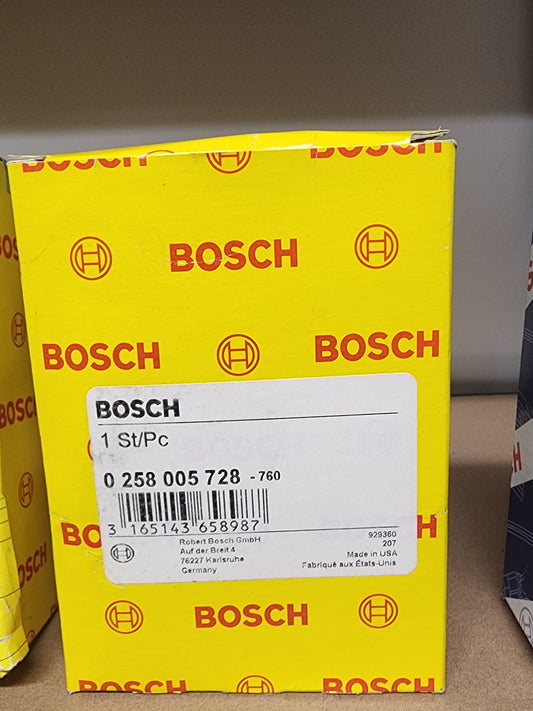 BOSCH BOSCH
BOSCH
BOSCH BOSCH
BOSCH
1 St/Pc
0 258 005 728 - 760
3 165143 658987
Robert Bosch GmbH
Auf der Breit 4
76227 Karlsruhe
Germany
929360
207
Made in USA
Fabriqué aux États-Unis
BOSCH
BOSCH BOSCH